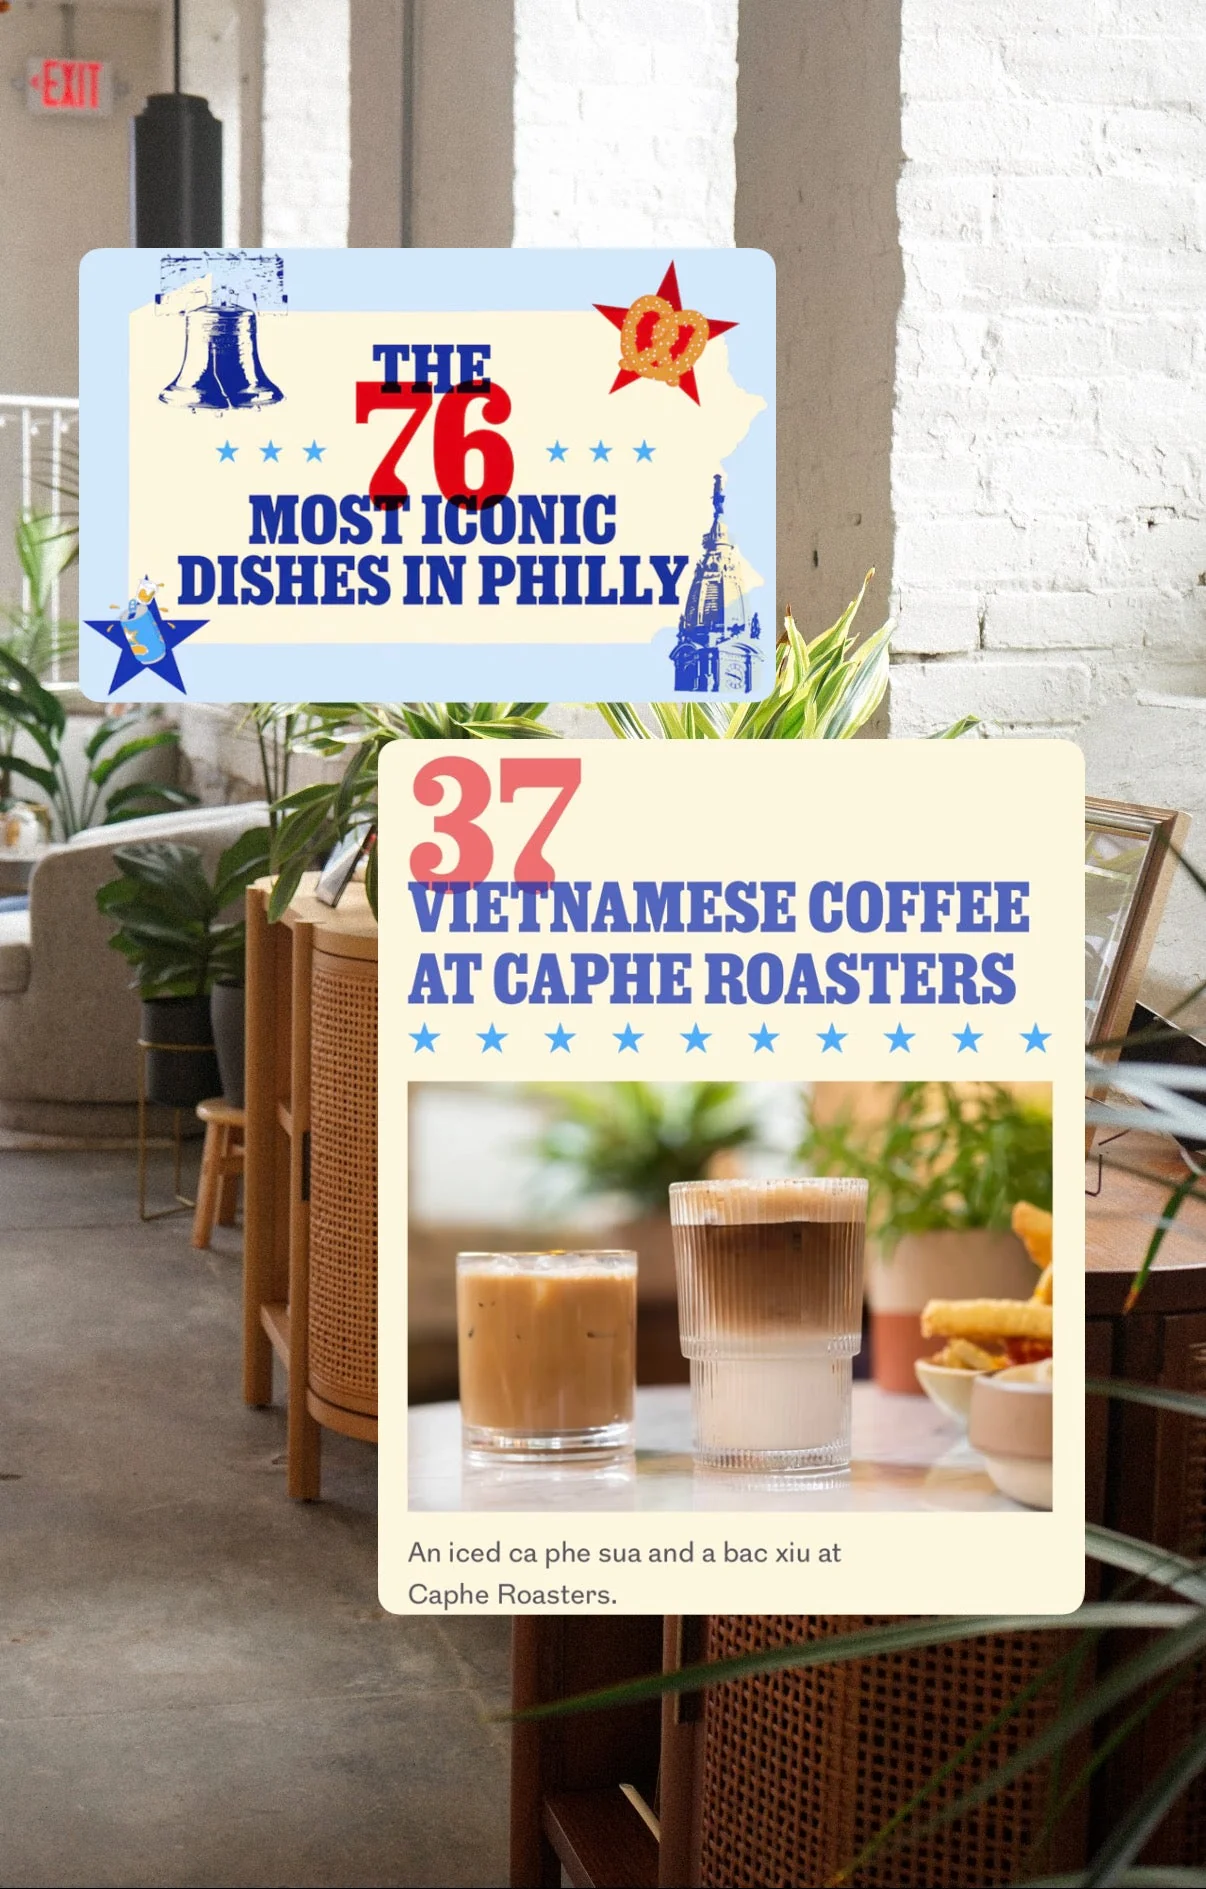 EXIT
THE
76
MOST ICONIC
DISHES IN PHILLY
37
VIETNAMESE COFFEE
AT CAPHE ROASTERS
An iced ca phe sua and a bac xiu at
Caphe Roasters.